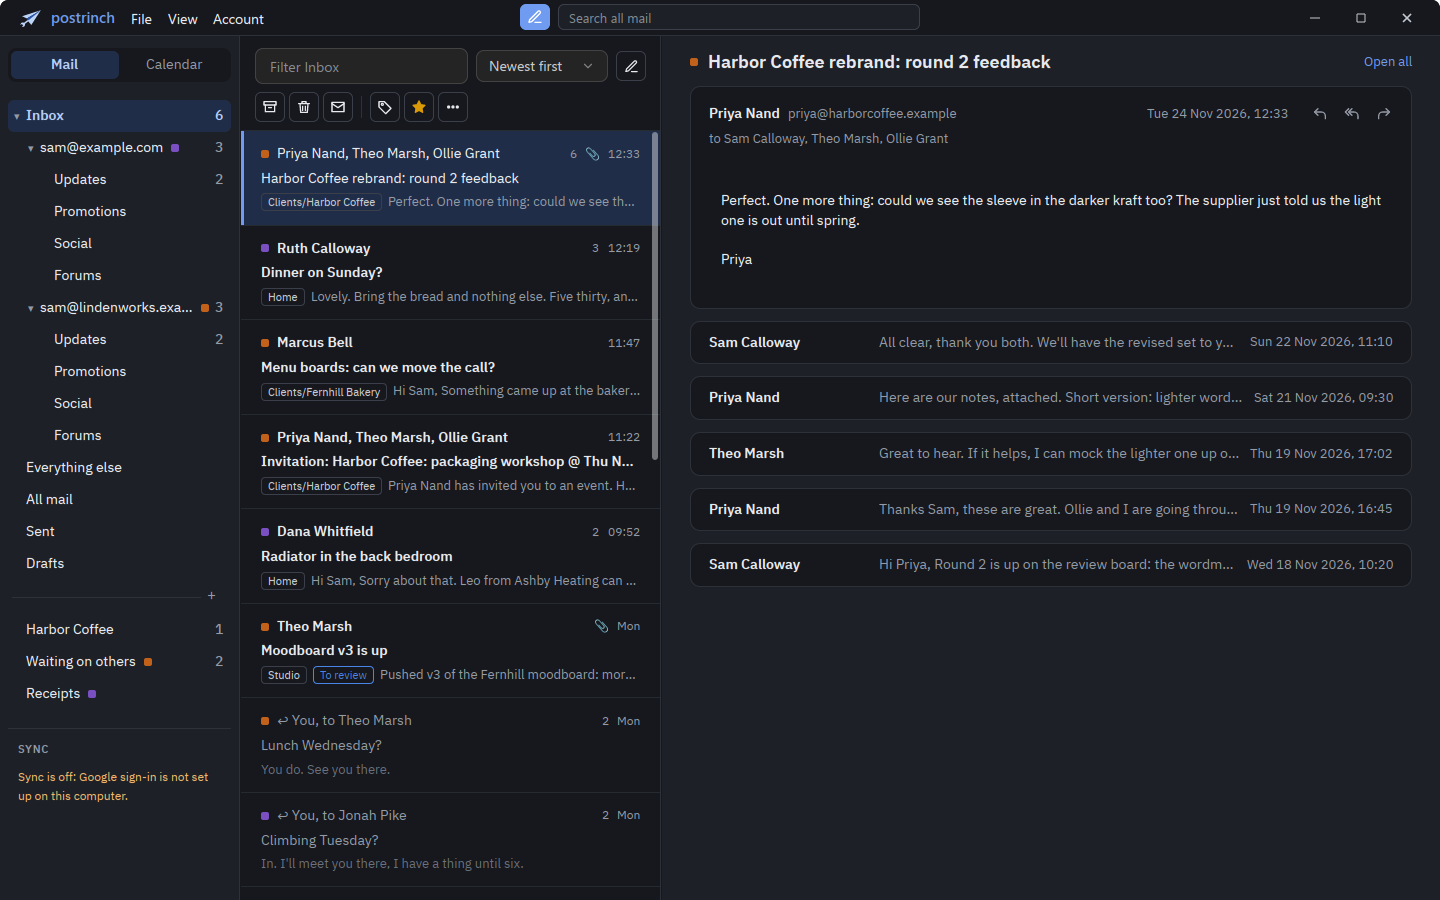 postrinch File View Account
Search all mail
Mail Calendar
Inbox 6
sam@example.com 3
Updates 2
Promotions
Social
Forums
sam@lindenworks.exa... 3
Updates 2
Promotions
Social
Forums
Everything else
All mail
Sent
Drafts
+
Harbor Coffee 1
Waiting on others 2
Receipts
SYNC
Sync is off: Google sign-in is not set
up on this computer.
Filter Inbox
Newest first
Priya Nand, Theo Marsh, Ollie Grant 6 12:33
Harbor Coffee rebrand: round 2 feedback
Clients/Harbor Coffee Perfect. One more thing: could we see th...
Ruth Calloway 3 12:19
Dinner on Sunday?
Home Lovely. Bring the bread and nothing else. Five thirty, an...
Marcus Bell 11:47
Menu boards: can we move the call?
Clients/Fernhill Bakery Hi Sam, Something came up at the baker...
Priya Nand, Theo Marsh, Ollie Grant 11:22
Invitation: Harbor Coffee: packaging workshop @ Thu N...
Clients/Harbor Coffee Priya Nand has invited you to an event. H...
Dana Whitfield 2 09:52
Radiator in the back bedroom
Home Hi Sam, Sorry about that. Leo from Ashby Heating can ...
Theo Marsh Mon
Moodboard v3 is up
Studio To review Pushed v3 of the Fernhill moodboard: mor...
You, to Theo Marsh 2 Mon
Lunch Wednesday?
You do. See you there.
You, to Jonah Pike 2 Mon
Climbing Tuesday?
In. I'll meet you there, I have a thing until six.
Harbor Coffee rebrand: round 2 feedback Open all
Priya Nand priya@harborcoffee.example Tue 24 Nov 2026, 12:33
to Sam Calloway, Theo Marsh, Ollie Grant
Perfect. One more thing: could we see the sleeve in the darker kraft too? The supplier just told us the light
one is out until spring.
Priya
Sam Calloway All clear, thank you both. We'll have the revised set to y... Sun 22 Nov 2026, 11:10
Priya Nand Here are our notes, attached. Short version: lighter word... Sat 21 Nov 2026, 09:30
Theo Marsh Great to hear. If it helps, I can mock the lighter one up o... Thu 19 Nov 2026, 17:02
Priya Nand Thanks Sam, these are great. Ollie and I are going throu... Thu 19 Nov 2026, 16:45
Sam Calloway Hi Priya, Round 2 is up on the review board: the wordm... Wed 18 Nov 2026, 10:20